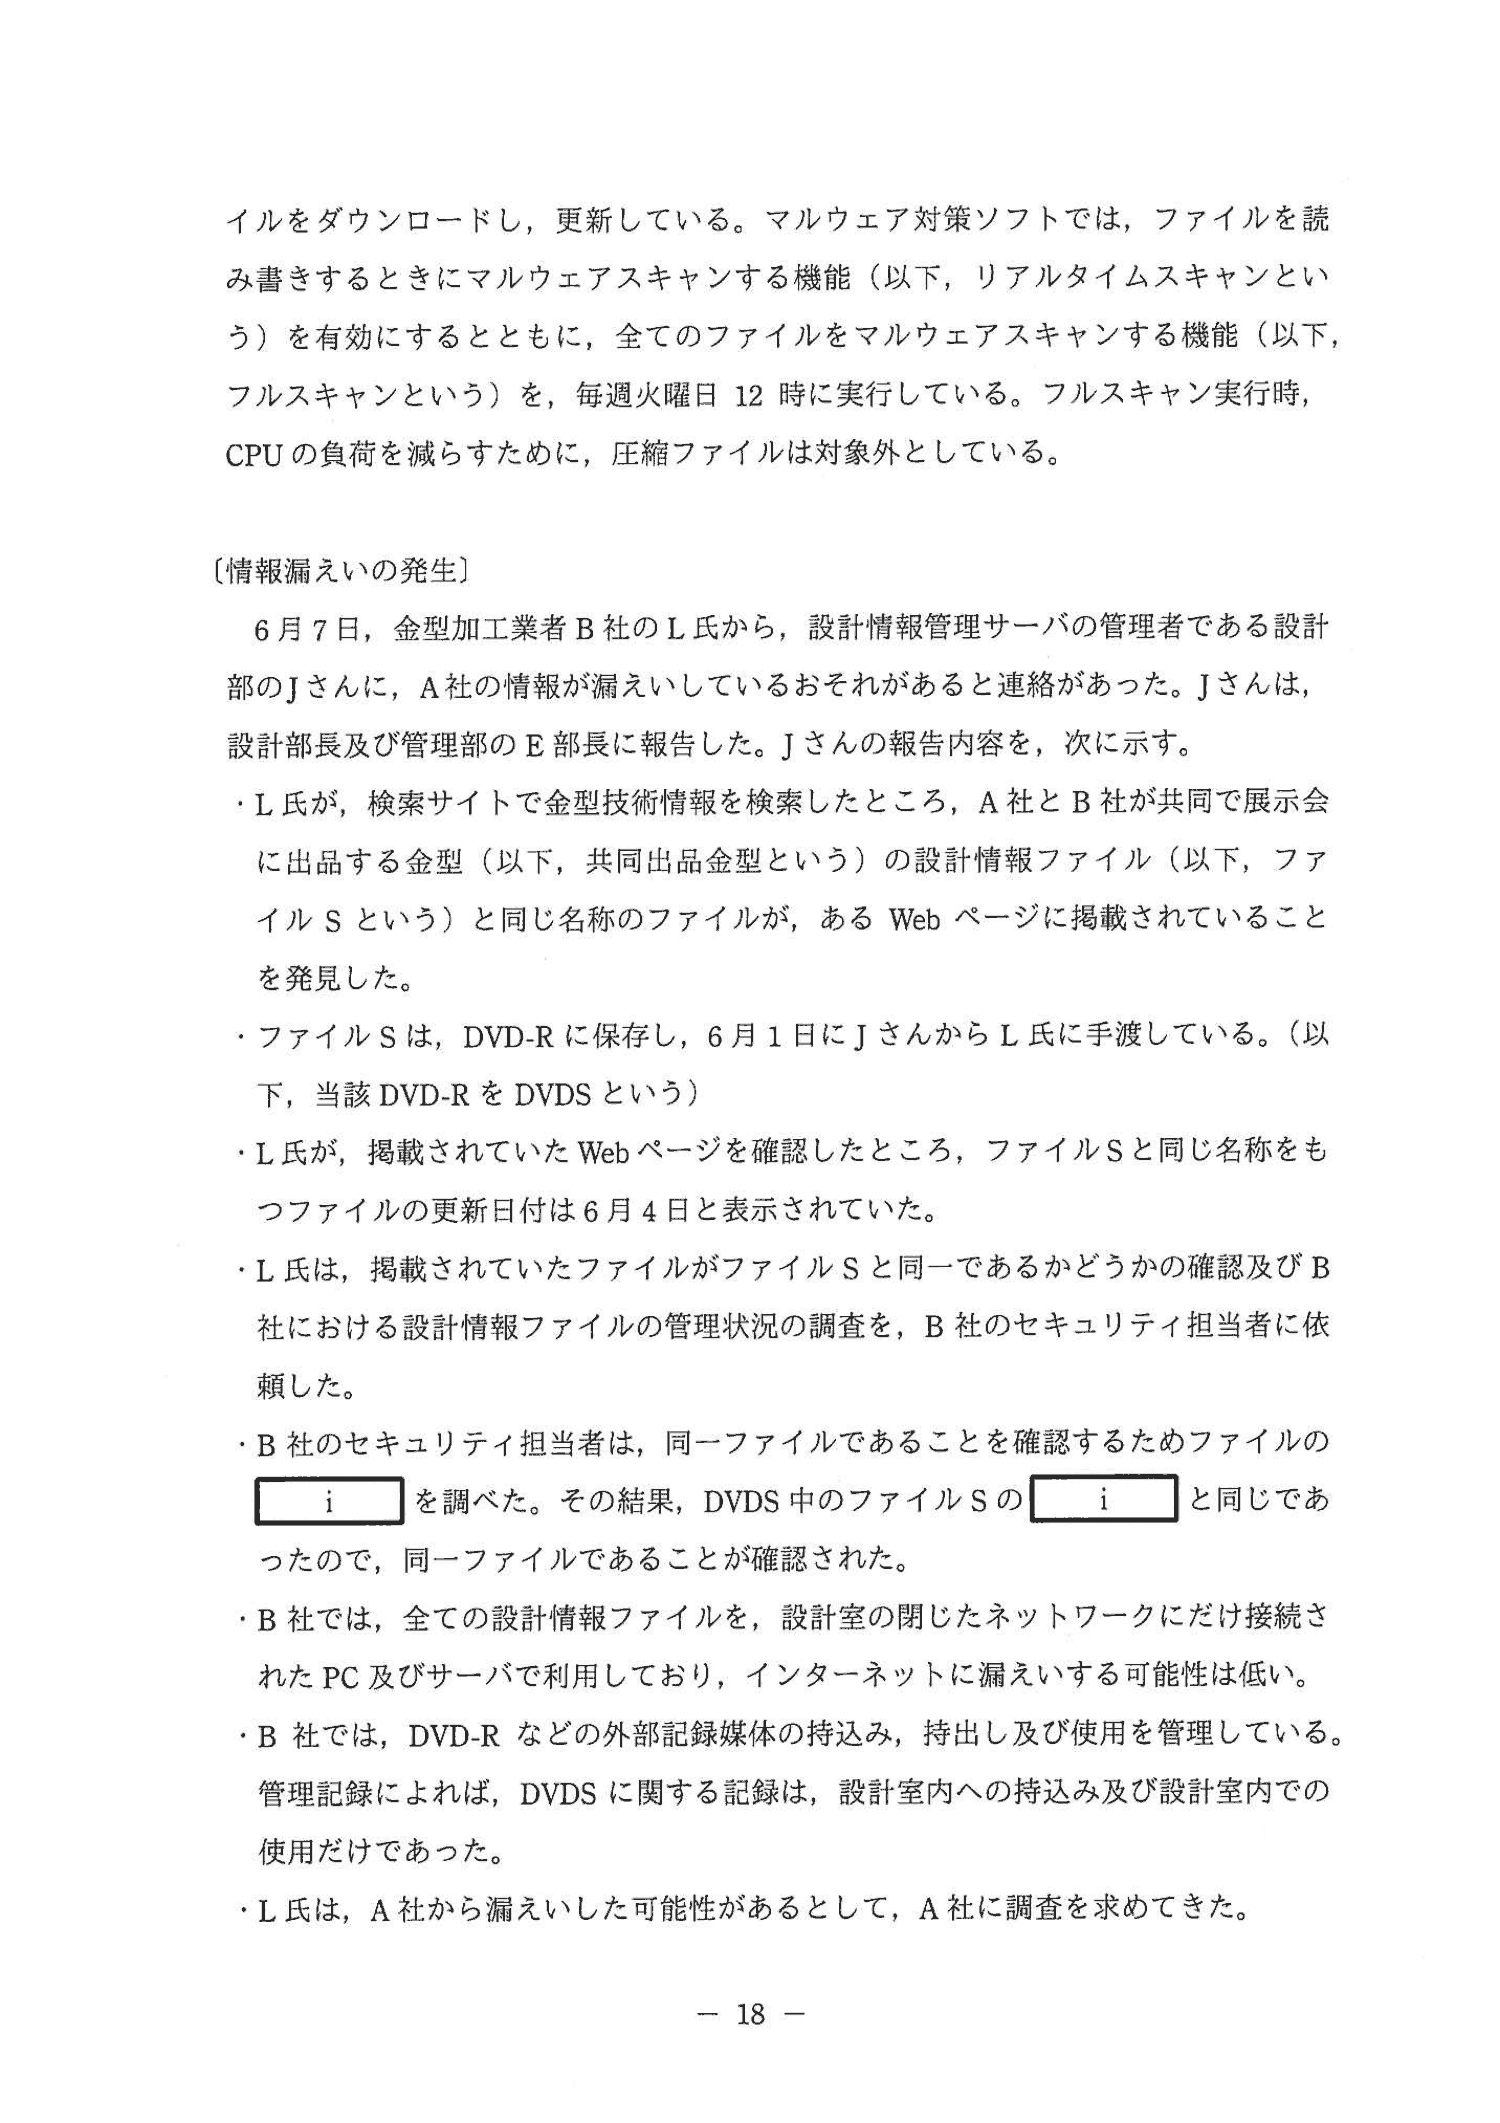 イルをダウンロードし，更新している。マルウェア対策ソフトでは，ファイルを読
み書きするときにマルウェアスキャンする機能（以下，リアルタイムスキャンとい
う）を有効にするとともに，全てのファイルをマルウェアスキャンする機能（以下，
フルスキャンという）を，毎週火曜日 12 時に実行している。フルスキャン実行時，
CPU の負荷を減らすために，圧縮ファイルは対象外としている。
〔情報漏えいの発生〕
6 月 7 日，金型加工業者 B 社の L 氏から，設計情報管理サーバの管理者である設計
部の J さんに，A 社の情報が漏えいしているおそれがあると連絡があった。J さんは，
設計部長及び管理部の E 部長に報告した。J さんの報告内容を，次に示す。
・L 氏が，検索サイトで金型技術情報を検索したところ，A 社と B 社が共同で展示会
に出品する金型（以下，共同出品金型という）の設計情報ファイル（以下，ファ
イル S という）と同じ名称のファイルが，ある Web ページに掲載されていること
を発見した。
・ファイル S は，DVD-R に保存し，6 月 1 日に J さんから L 氏に手渡している。（以
下，当該 DVD-R を DVDS という）
・L 氏が，掲載されていた Web ページを確認したところ，ファイル S と同じ名称をも
つファイルの更新日付は 6 月 4 日と表示されていた。
・L 氏は，掲載されていたファイルがファイル S と同一であるかどうかの確認及び B
社における設計情報ファイルの管理状況の調査を，B 社のセキュリティ担当者に依
頼した。
・B 社のセキュリティ担当者は，同一ファイルであることを確認するためファイルの
i を調べた。その結果，DVDS 中のファイル S の i と同じであ
ったので，同一ファイルであることが確認された。
・B 社では，全ての設計情報ファイルを，設計室の閉じたネットワークにだけ接続さ
れた PC 及びサーバで利用しており，インターネットに漏えいする可能性は低い。
・B 社では，DVD-R などの外部記録媒体の持込み，持出し及び使用を管理している。
管理記録によれば，DVDS に関する記録は，設計室内への持込み及び設計室内での
使用だけであった。
・L 氏は，A 社から漏えいした可能性があるとして，A 社に調査を求めてきた。
－ 18 －